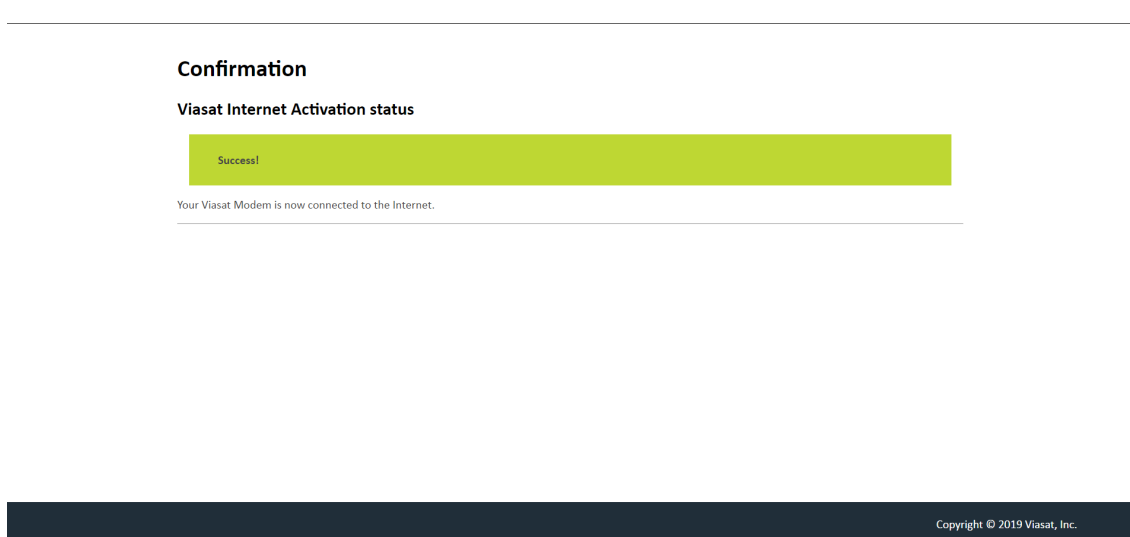 Confirmation
Viasat Internet Activation status
Success!
Your Viasat Modem is now connected to the Internet.
Copyright © 2019 Viasat, Inc.